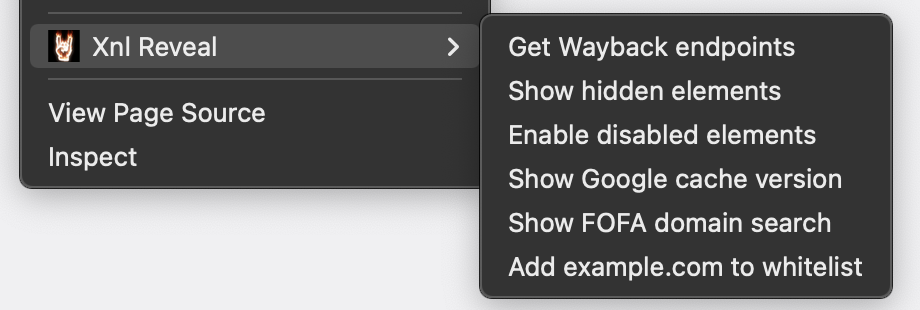 Xnl Reveal
View Page Source
Inspect
Get Wayback endpoints
Show hidden elements
Enable disabled elements
Show Google cache version
Show FOFA domain search
Add example.com to whitelist